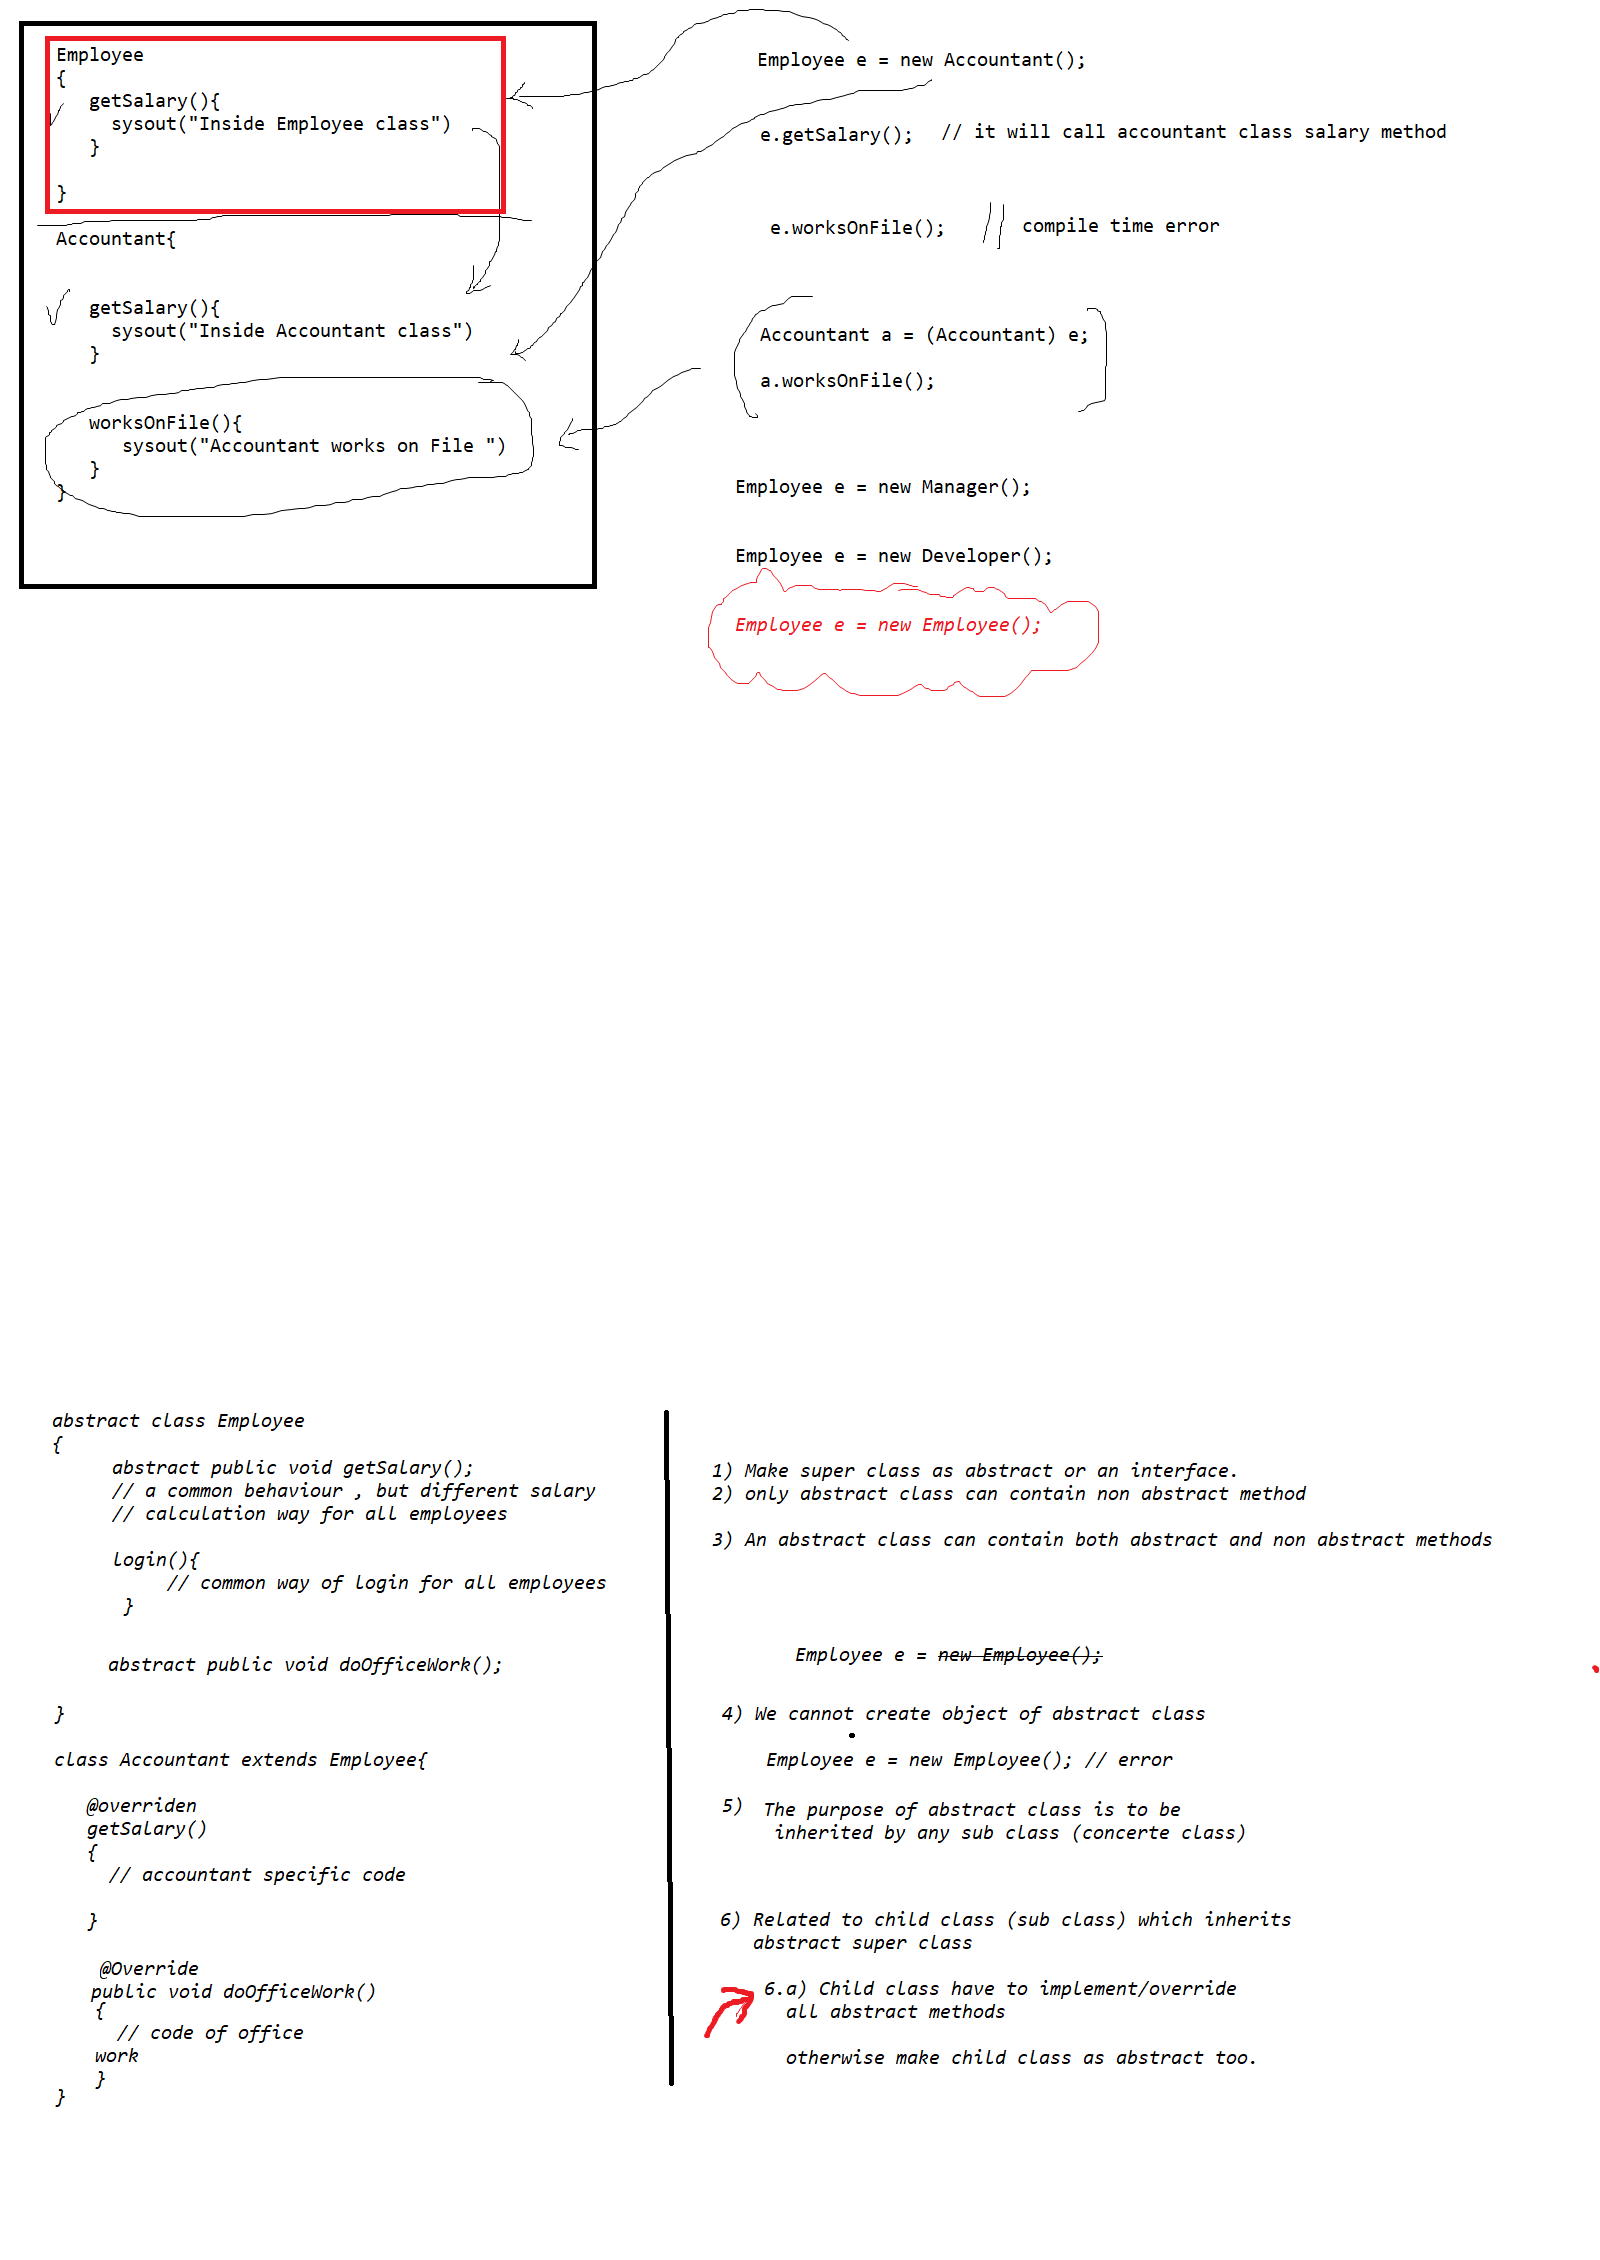 Employee
{
getSalary(){
sysout("Inside Employee class")
}
}
Accountant{
getSalary(){
sysout("Inside Accountant class")
}
worksOnFile(){
sysout("Accountant works on File ")
}
}
Employee e = new Accountant();
e.getSalary(); // it will call accountant class salary method
e.worksOnFile(); // compile time error
Accountant a = (Accountant) e;
a.worksOnFile();
Employee e = new Manager();
Employee e = new Developer();
Employee e = new Employee();
abstract class Employee
{
abstract public void getSalary();
// a common behaviour , but different salary
// calculation way for all employees
login(){
// common way of login for all employees
}
abstract public void doOfficeWork();
}
class Accountant extends Employee{
@overriden
getSalary()
{
// accountant specific code
}
@Override
public void doOfficeWork()
{
// code of office
work
}
}
1) Make super class as abstract or an interface.
2) only abstract class can contain non abstract method
3) An abstract class can contain both abstract and non abstract methods
Employee e = new Employee();
4) We cannot create object of abstract class
Employee e = new Employee(); // error
5) The purpose of abstract class is to be
inherited by any sub class (concerte class)
6) Related to child class (sub class) which inherits
abstract super class
6.a) Child class have to implement/override
all abstract methods
otherwise make child class as abstract too.